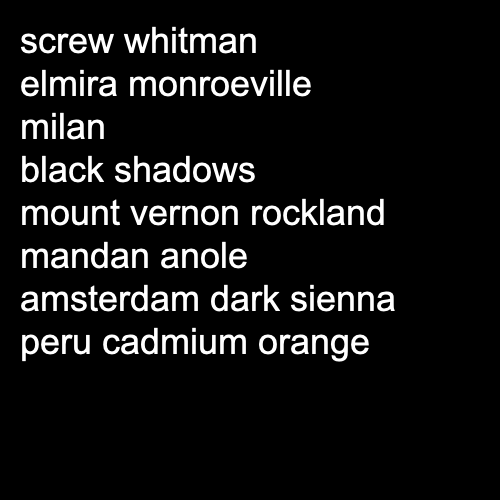 screw whitman
elmira monroeville
milan
black shadows
mount vernon rockland
mandan anole
amsterdam dark sienna
peru cadmium orange